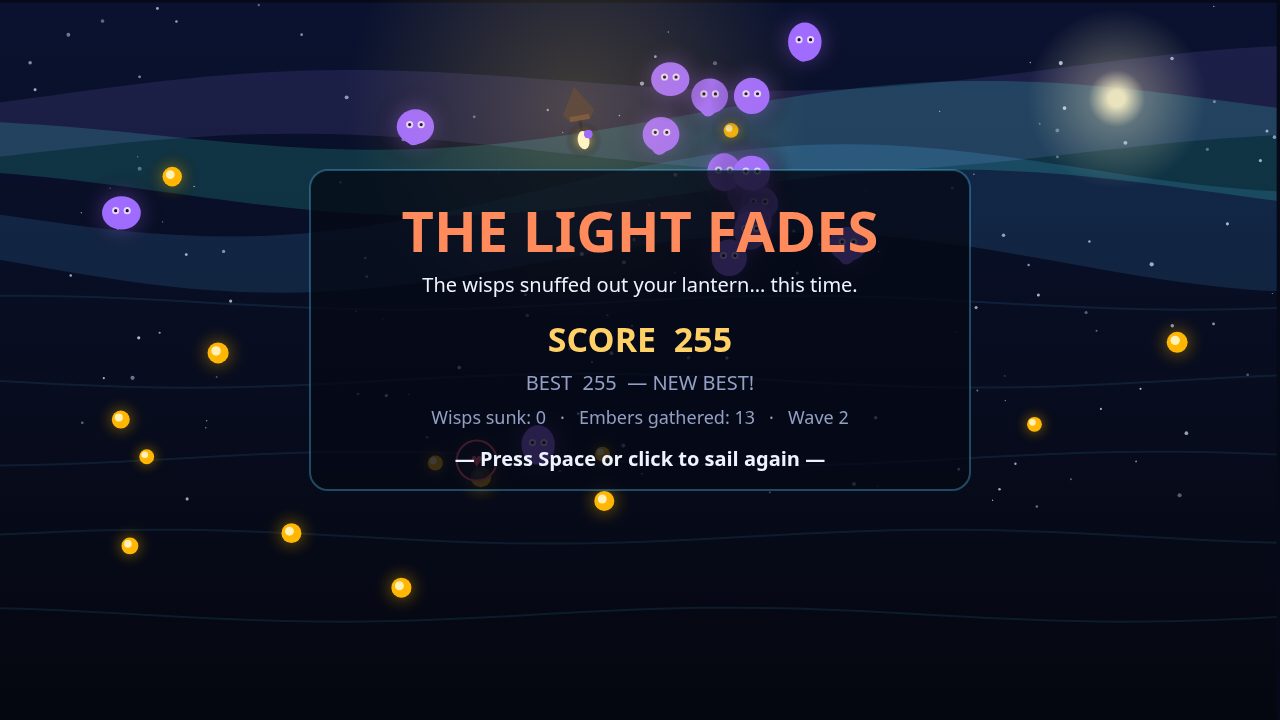 THE LIGHT FADES
The wisps snuffed out your lantern... this time.
SCORE 255
BEST 255 — NEW BEST!
Wisps sunk: 0 · Embers gathered: 13 · Wave 2
— Press Space or click to sail again —